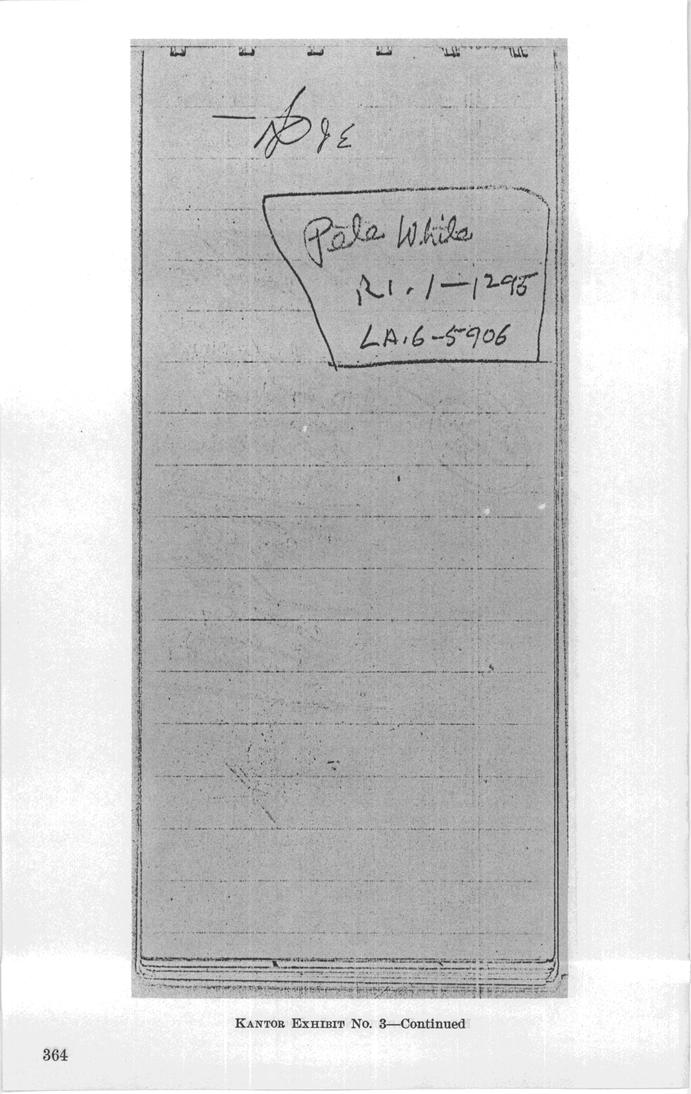 Pete White
RI.1-1295
LA.6-5906
KANTOR EXHIBIT No. 3—Continued
364